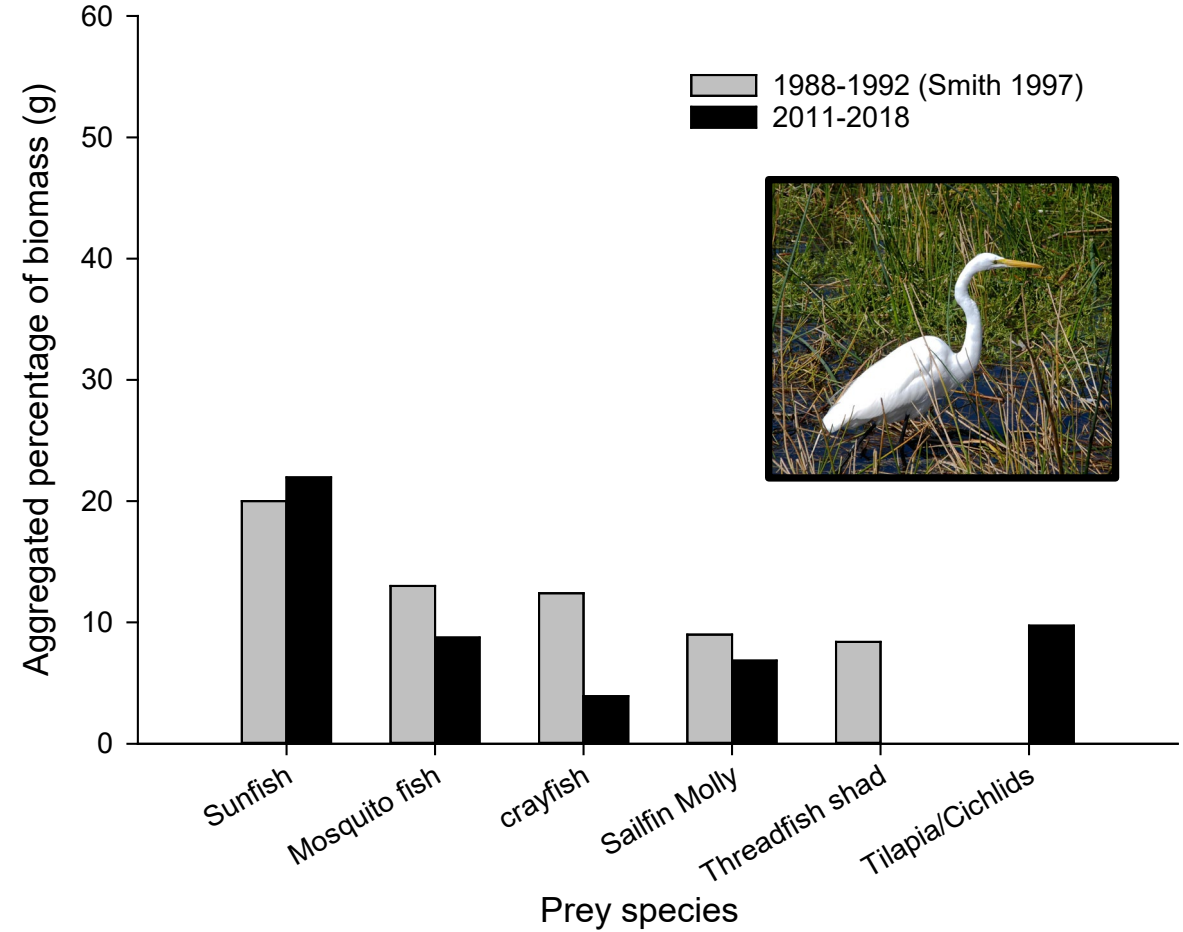 60
50
40
30
20
10
0
Aggregated percentage of biomass (g)
1988-1992 (Smith 1997)
2011-2018
Sunfish
Mosquito fish
crayfish
Sailfin Molly
Threadfish shad
Tilapia/Cichlids
Prey species